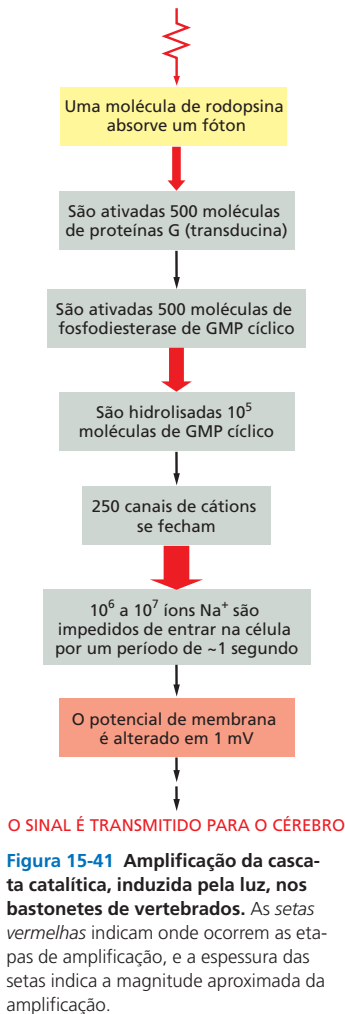 Uma molécula de rodopsina
absorve um fóton
São ativadas 500 moléculas
de proteínas G (transducina)
São ativadas 500 moléculas de
fosfodiesterase de GMP cíclico
São hidrolisadas 10⁵
moléculas de GMP cíclico
250 canais de cátions
se fecham
10⁶ a 10⁷ íons Na⁺ são
impedidos de entrar na célula
por um período de ~1 segundo
O potencial de membrana
é alterado em 1 mV
O SINAL É TRANSMITIDO PARA O CÉREBRO
Figura 15-41 Amplificação da casca-
ta catalítica, induzida pela luz, nos
bastonetes de vertebrados. As setas
vermelhas indicam onde ocorrem as eta-
pas de amplificação, e a espessura das
setas indica a magnitude aproximada da
amplificação.